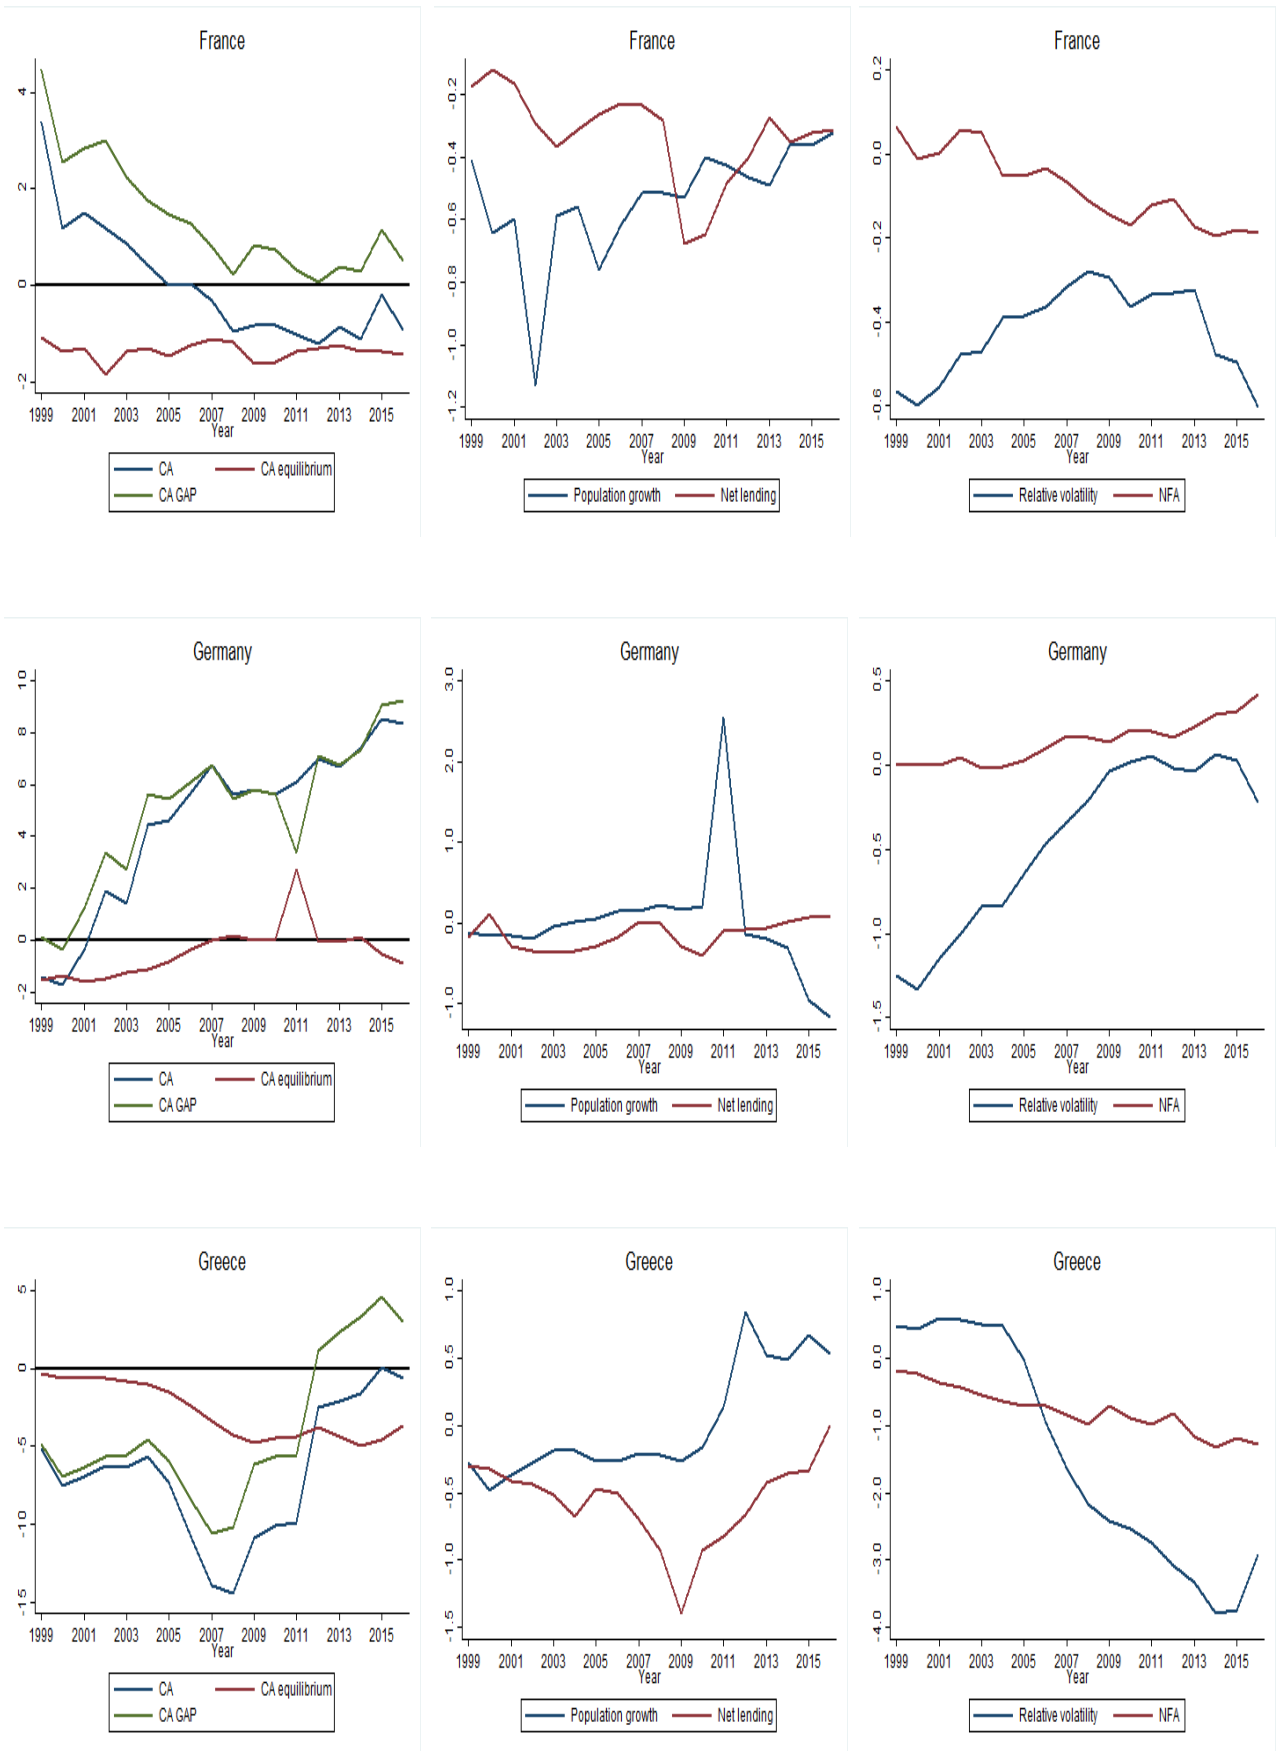 France
4
2
0
-2
1999 2001 2003 2005 2007 2009 2011 2013 2015
Year
CA CA equilibrium
CA GAP
France
-0.2
-0.4
-0.6
-0.8
-1.0
-1.2
1999 2001 2003 2005 2007 2009 2011 2013 2015
Year
Population growth Net lending
France
0.2
0.0
-0.2
-0.4
-0.6
1999 2001 2003 2005 2007 2009 2011 2013 2015
Year
Relative volatility NFA
Germany
10
8
6
4
2
0
-2
1999 2001 2003 2005 2007 2009 2011 2013 2015
Year
CA CA equilibrium
CA GAP
Germany
3.0
2.0
1.0
0.0
-1.0
1999 2001 2003 2005 2007 2009 2011 2013 2015
Year
Population growth Net lending
Germany
0.5
0.0
-0.5
-1.0
-1.5
1999 2001 2003 2005 2007 2009 2011 2013 2015
Year
Relative volatility NFA
Greece
5
0
-5
-10
-15
1999 2001 2003 2005 2007 2009 2011 2013 2015
Year
CA CA equilibrium
CA GAP
Greece
1.0
0.5
0.0
-0.5
-1.0
-1.5
1999 2001 2003 2005 2007 2009 2011 2013 2015
Year
Population growth Net lending
Greece
1.0
0.0
-1.0
-2.0
-3.0
-4.0
1999 2001 2003 2005 2007 2009 2011 2013 2015
Year
Relative volatility NFA